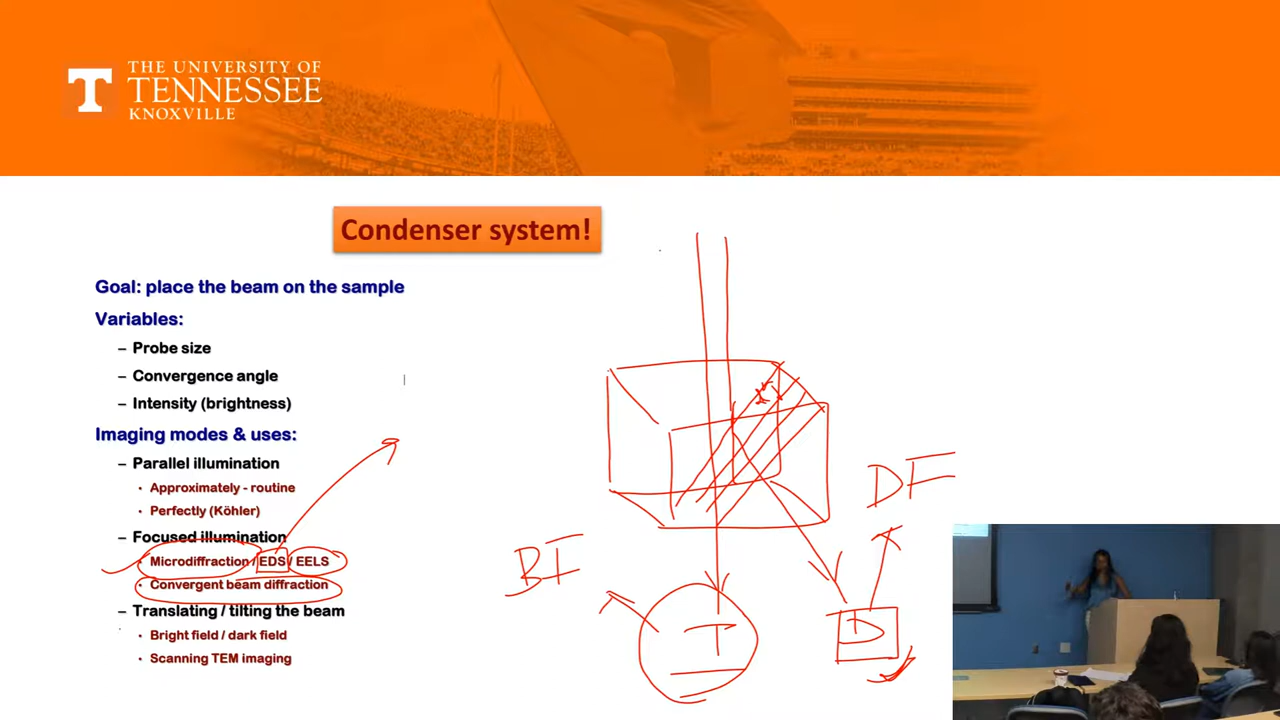 THE UNIVERSITY OF
TENNESSEE
KNOXVILLE
T
Condenser system!
Goal: place the beam on the sample
Variables:
– Probe size
– Convergence angle
– Intensity (brightness)
Imaging modes & uses:
– Parallel illumination
• Approximately - routine
• Perfectly (Köhler)
– Focused illumination
• Microdiffraction / EDS / EELS
• Convergent beam diffraction
– Translating / tilting the beam
• Bright field / dark field
• Scanning TEM imaging
DF
BF
T
D